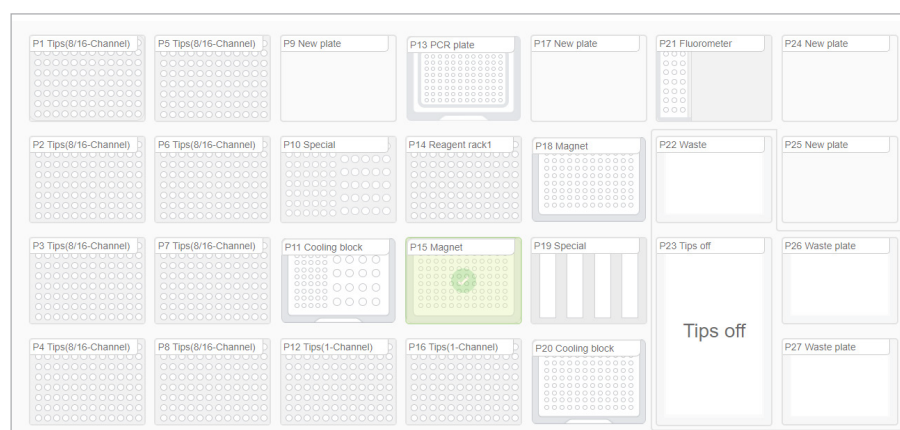 P1 Tips(8/16-Channel)
P5 Tips(8/16-Channel)
P9 New plate
P13 PCR plate
P17 New plate
P21 Fluorometer
P24 New plate
P2 Tips(8/16-Channel)
P6 Tips(8/16-Channel)
P10 Special
P14 Reagent rack1
P18 Magnet
P22 Waste
P25 New plate
P3 Tips(8/16-Channel)
P7 Tips(8/16-Channel)
P11 Cooling block
P15 Magnet
P19 Special
P23 Tips off
P26 Waste plate
Tips off
P4 Tips(8/16-Channel)
P8 Tips(8/16-Channel)
P12 Tips(1-Channel)
P16 Tips(1-Channel)
P20 Cooling block
P27 Waste plate